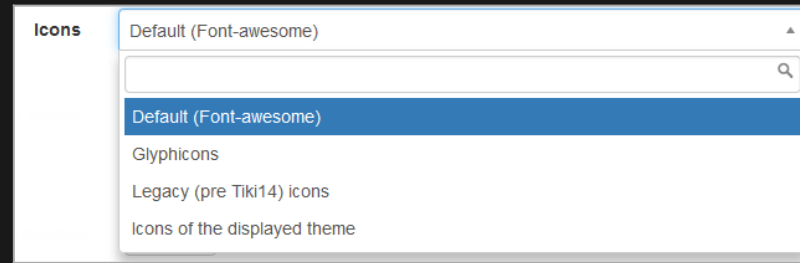 Icons Default (Font-awesome)
Default (Font-awesome)
Glyphicons
Legacy (pre Tiki14) icons
Icons of the displayed theme